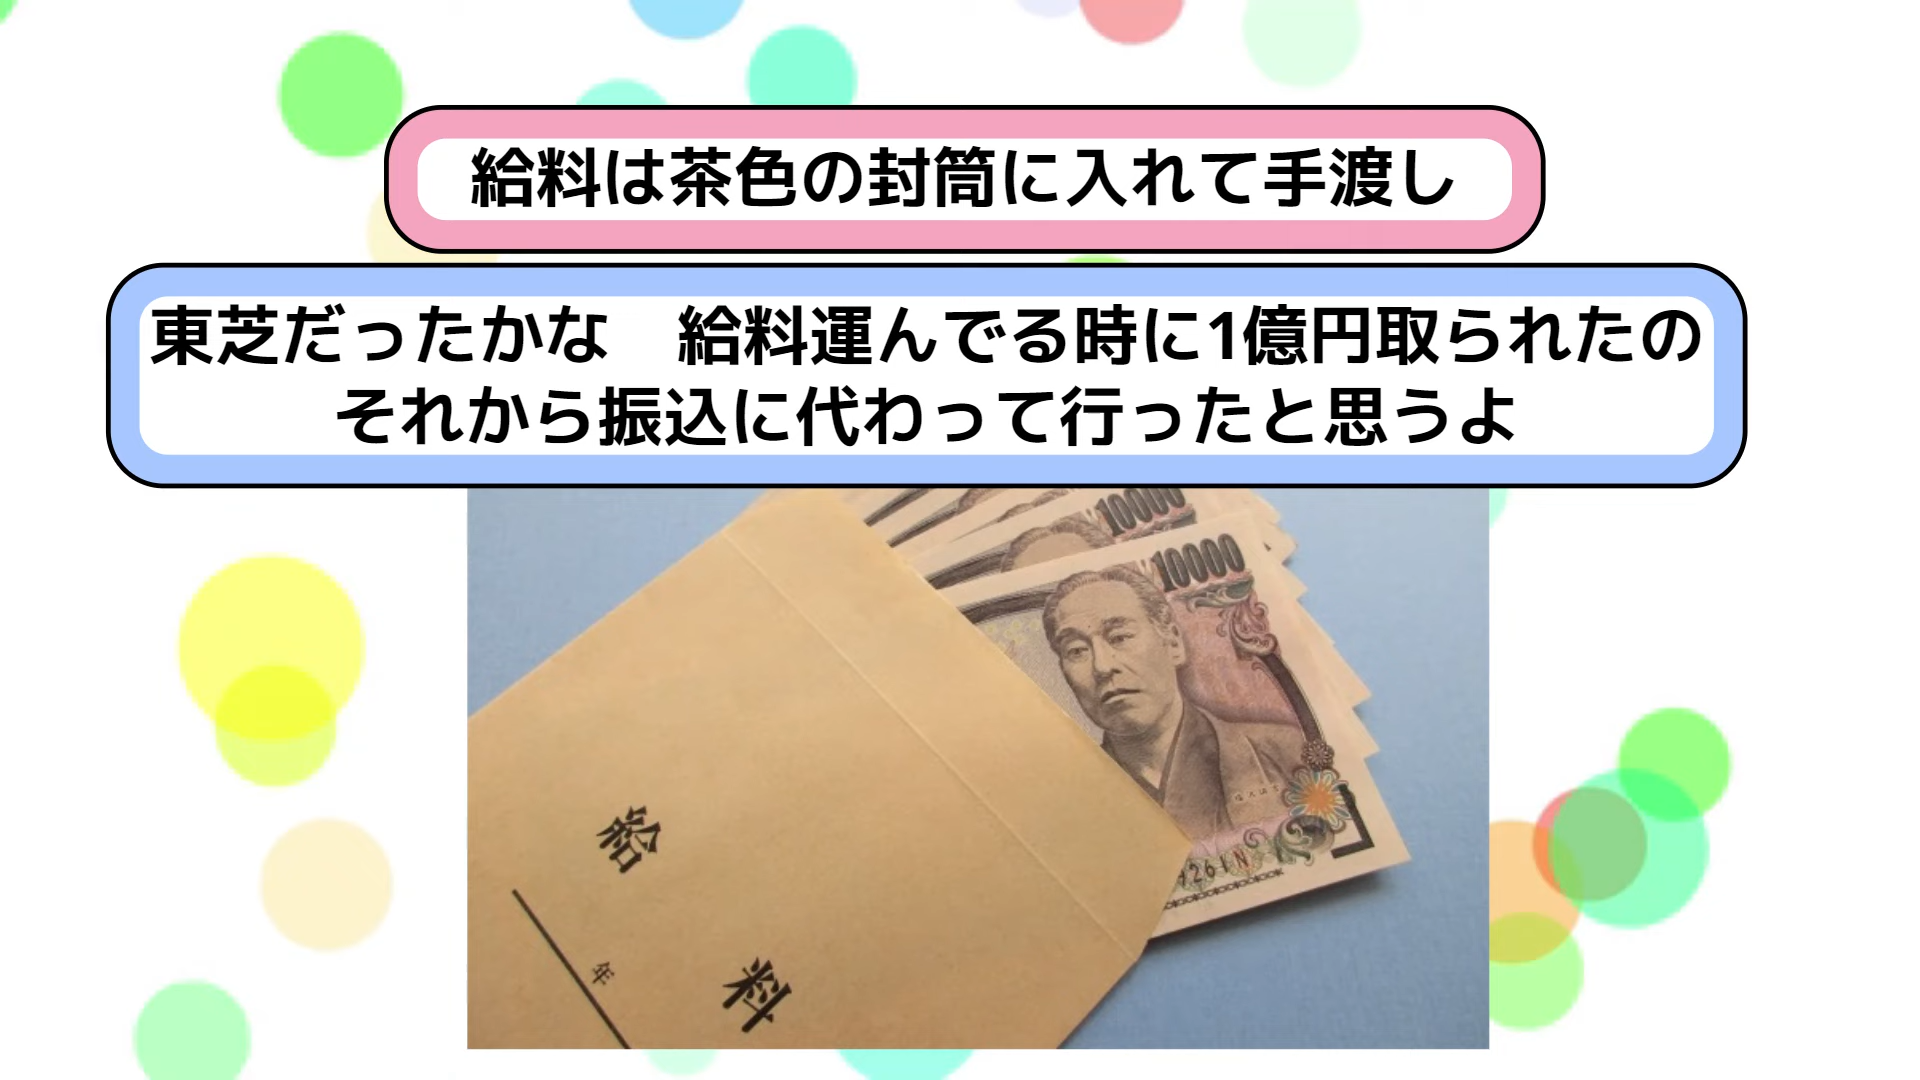 給料は茶色の封筒に入れて手渡し
東芝だったかな　給料運んでる時に1億円取られたの
それから振込に代わって行ったと思うよ
10000
10000
給料
年